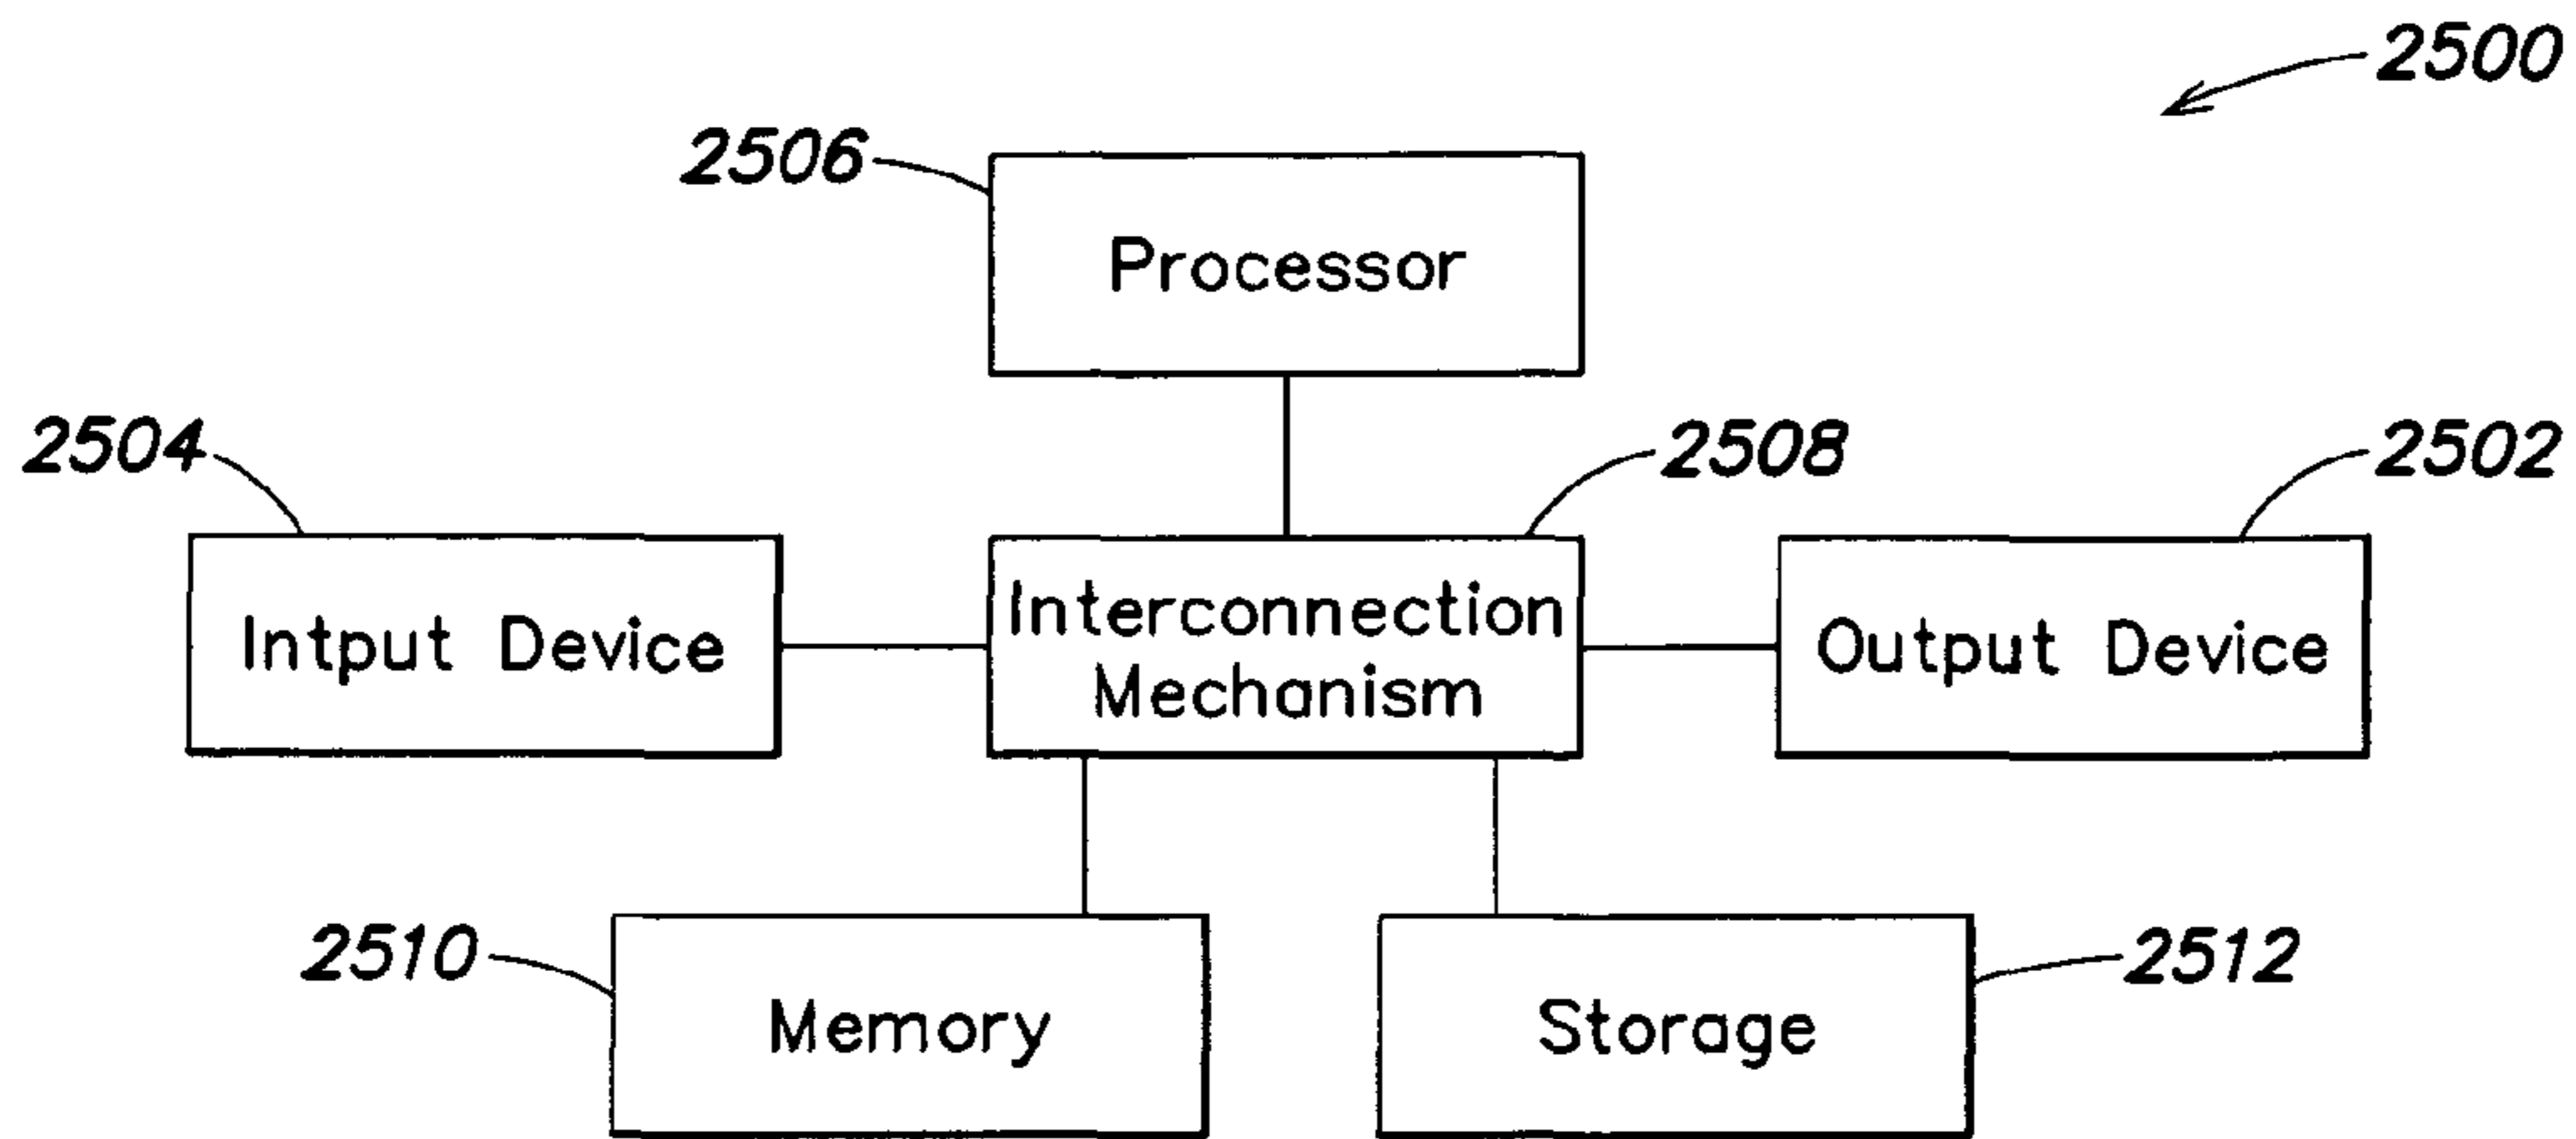 2500
2506
Processor
2504
2508
2502
Intput Device
Interconnection
Mechanism
Output Device
2510
2512
Memory
Storage